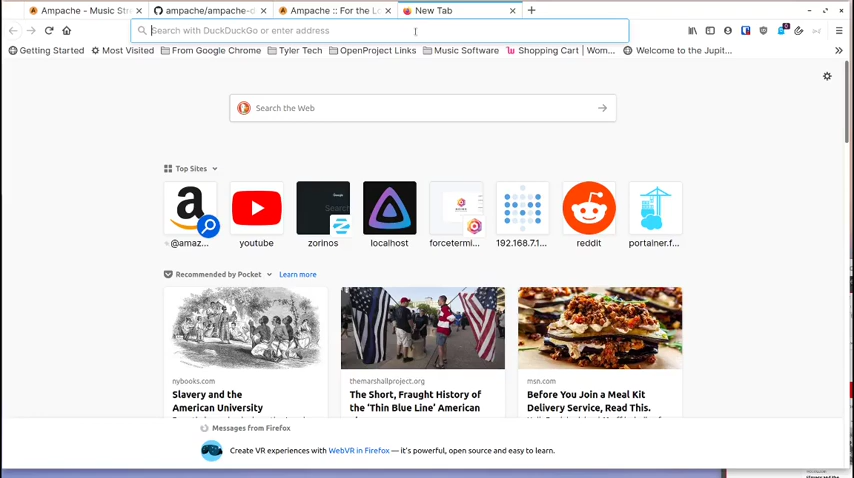 Ampache - Music Stre
ampache/ampache-d
Ampache :: For the Lo
New Tab
Search with DuckDuckGo or enter address
Getting Started
Most Visited
From Google Chrome
Tyler Tech
OpenProject Links
Music Software
Shopping Cart | Wom...
Welcome to the Jupit...
Search the Web
Top Sites
@amaz...
youtube
zorinos
localhost
forcetermi...
192.168.7.1...
reddit
portainer.f...
Recommended by Pocket
Learn more
nybooks.com
Slavery and the
American University
themarshallproject.org
The Short, Fraught History of
the 'Thin Blue Line' American
msn.com
Before You Join a Meal Kit
Delivery Service, Read This.
Messages from Firefox
Create VR experiences with WebVR in Firefox — it's powerful, open source and easy to learn.